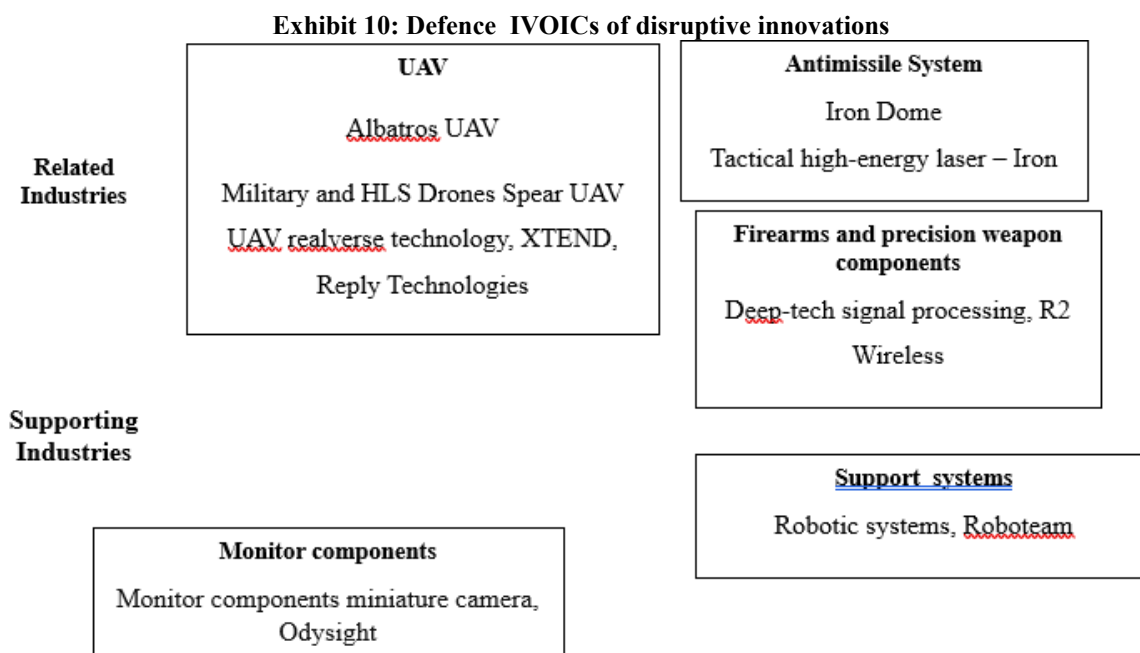 Exhibit 10: Defence IVOICs of disruptive innovations
UAV
Albatros UAV
Military and HLS Drones Spear UAV
UAV realverse technology, XTEND,
Reply Technologies
Antimissile System
Iron Dome
Tactical high-energy laser – Iron
Related
Industries
Firearms and precision weapon
components
Deep-tech signal processing, R2
Wireless
Supporting
Industries
Support systems
Robotic systems, Roboteam
Monitor components
Monitor components miniature camera,
Odysight